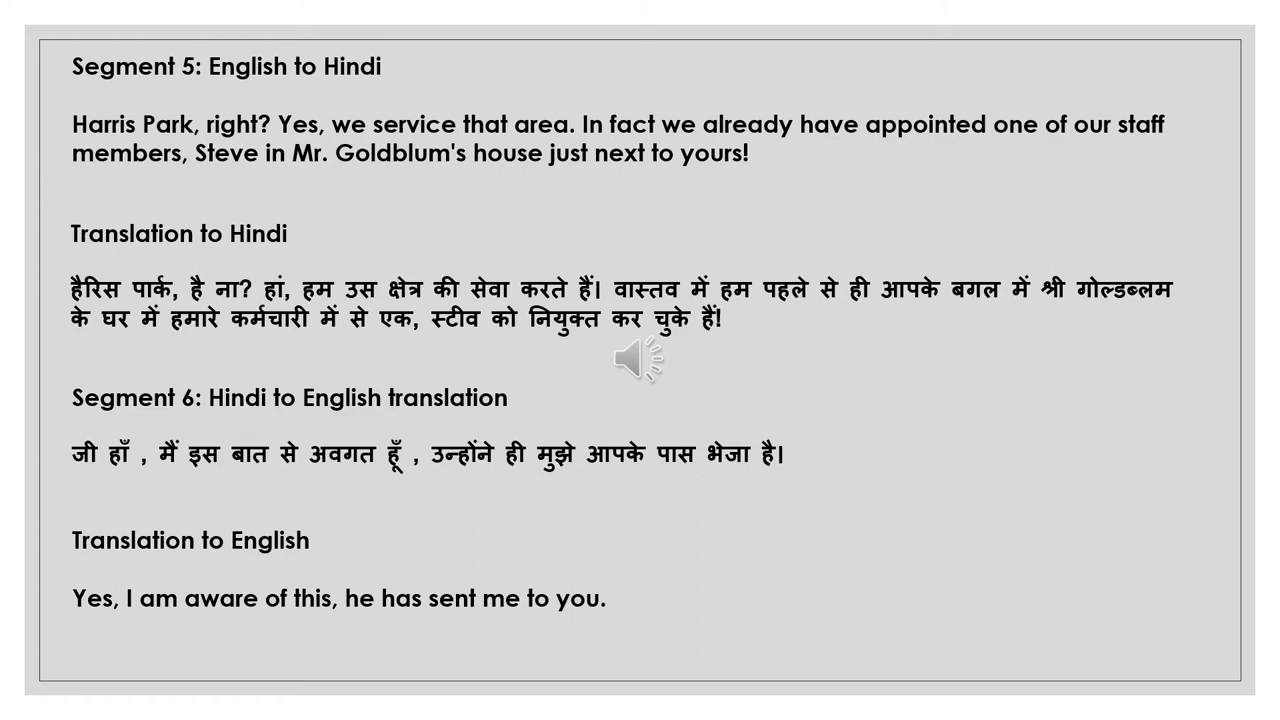 Segment 5: English to Hindi
Harris Park, right? Yes, we service that area. In fact we already have appointed one of our staff
members, Steve in Mr. Goldblum's house just next to yours!
Translation to Hindi
हैरिस पार्क, है ना? हां, हम उस क्षेत्र की सेवा करते हैं। वास्तव में हम पहले से ही आपके बगल में श्री गोल्डब्लम
के घर में हमारे कर्मचारी में से एक, स्टीव को नियुक्त कर चुके हैं!
Segment 6: Hindi to English translation
जी हाँ , मैं इस बात से अवगत हूँ , उन्होंने ही मुझे आपके पास भेजा है।
Translation to English
Yes, I am aware of this, he has sent me to you.